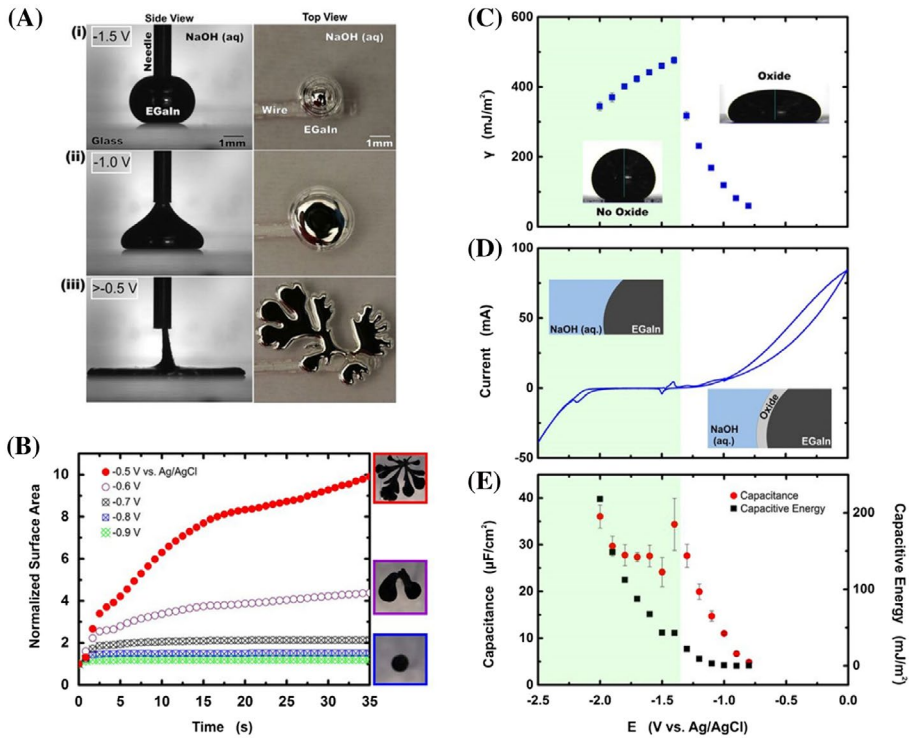 (A)
Side View
Top View
(i)
-1.5 V
Needle
NaOH (aq)
NaOH (aq)
EGaIn
Wire
EGaIn
Glass
1mm
1mm
(ii)
-1.0 V
(iii)
>-0.5 V
(B)
Normalized Surface Area
10
8
6
4
2
0
-0.5 V vs. Ag/AgCl
-0.6 V
-0.7 V
-0.8 V
-0.9 V
0 5 10 15 20 25 30 35
Time (s)
(C)
γ (mJ/m²)
600
400
200
0
Oxide
No Oxide
(D)
Current (mA)
100
50
0
-50
NaOH (aq.)
EGaIn
Oxide
NaOH
(aq.)
EGaIn
(E)
Capacitance (µF/cm²)
40
30
20
10
0
Capacitance
Capacitive Energy
200
100
0
Capacitive Energy (mJ/m²)
-2.5 -2.0 -1.5 -1.0 -0.5 0.0
E (V vs. Ag/AgCl)